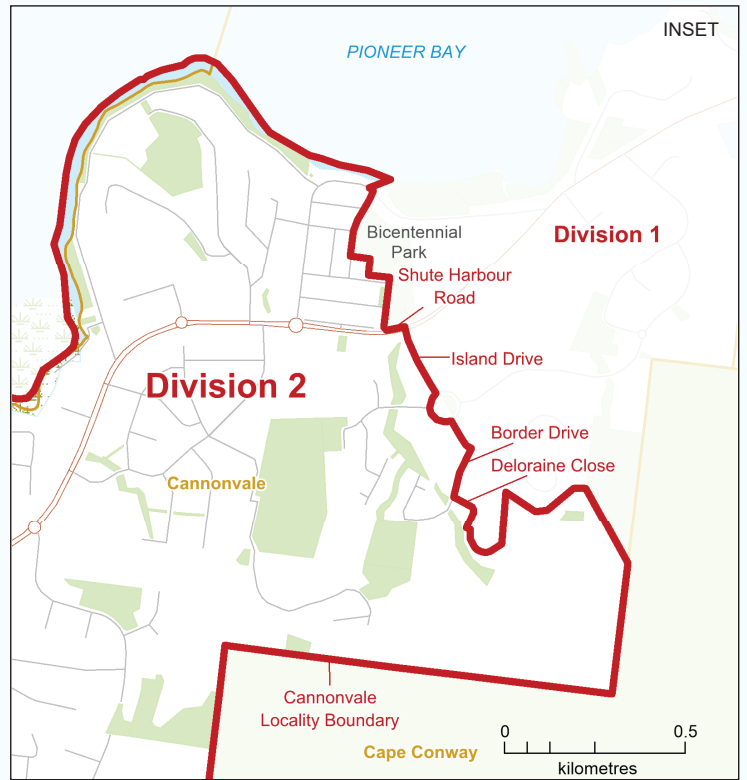 INSET
PIONEER BAY
Bicentennial
Park
Division 1
Shute Harbour
Road
Island Drive
Division 2
Border Drive
Deloraine Close
Cannonvale
Cannonvale
Locality Boundary
Cape Conway
0 0.5
kilometres